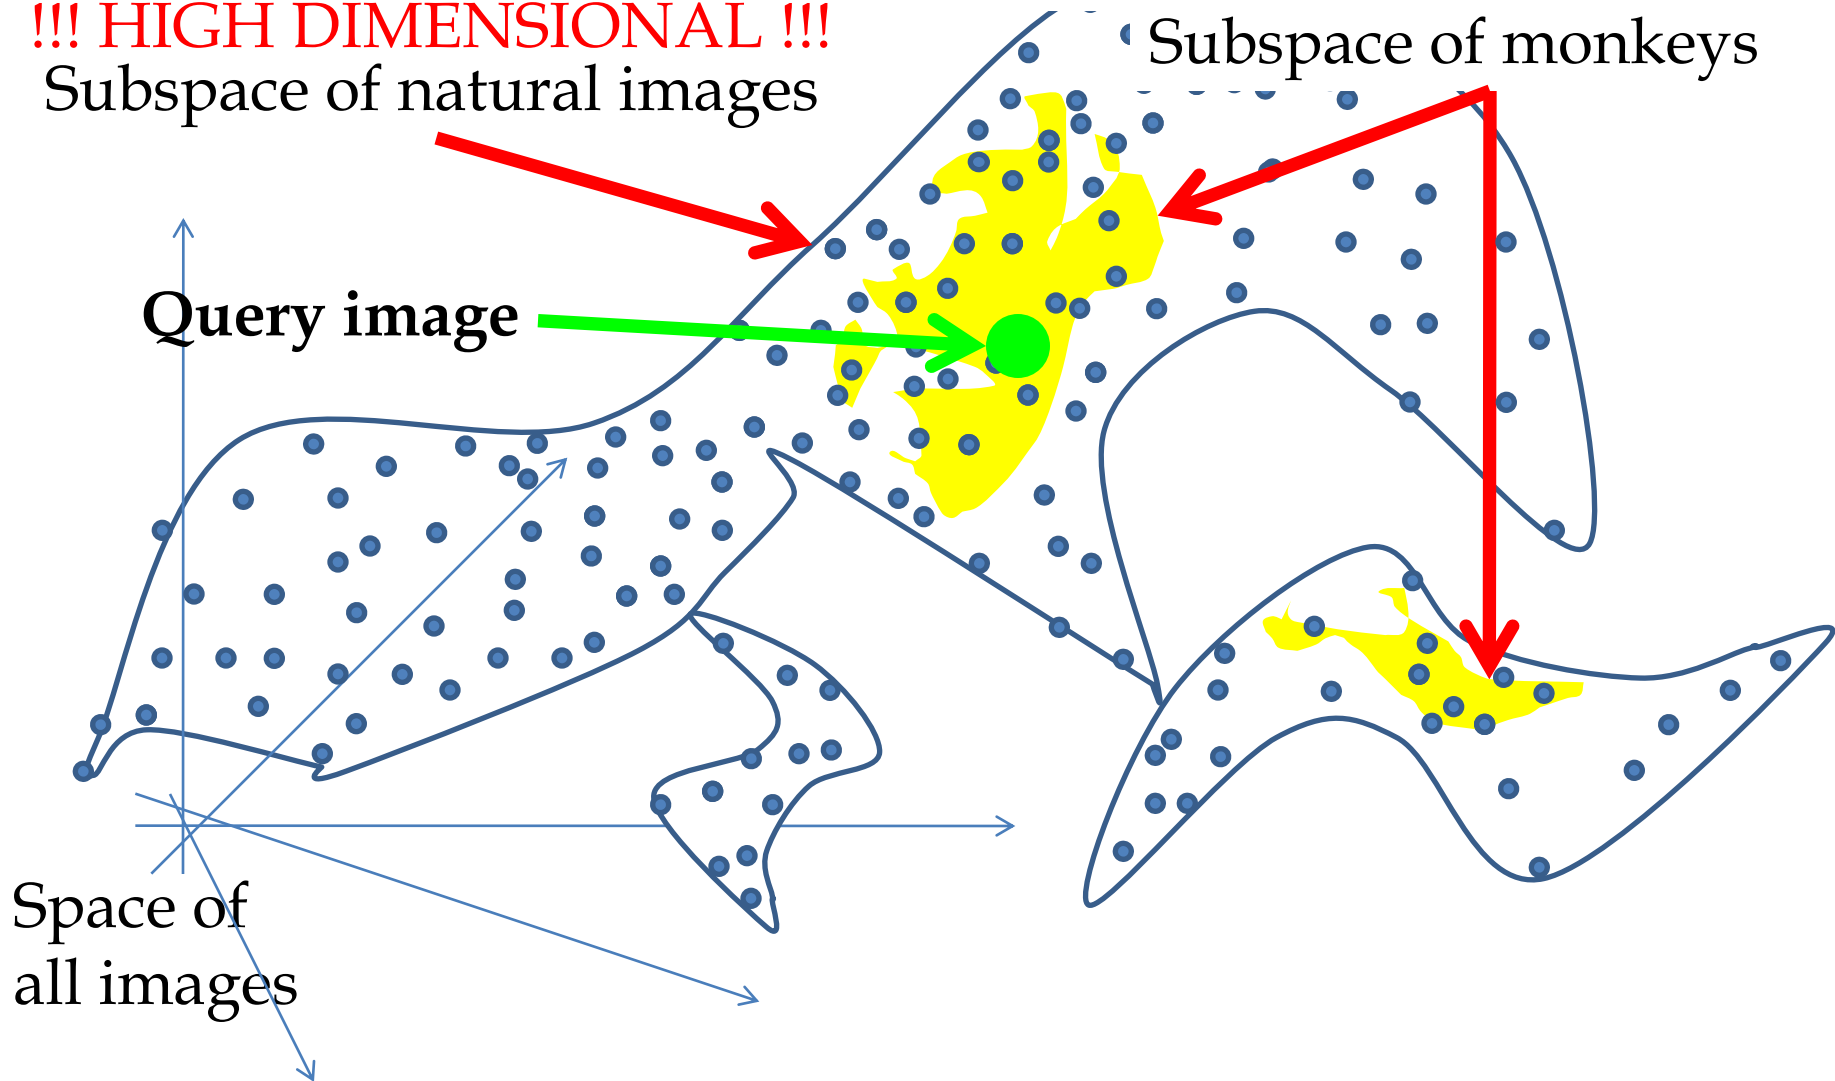 !!! HIGH DIMENSIONAL !!!
Subspace of natural images
Subspace of monkeys
Query image
Space of
all images